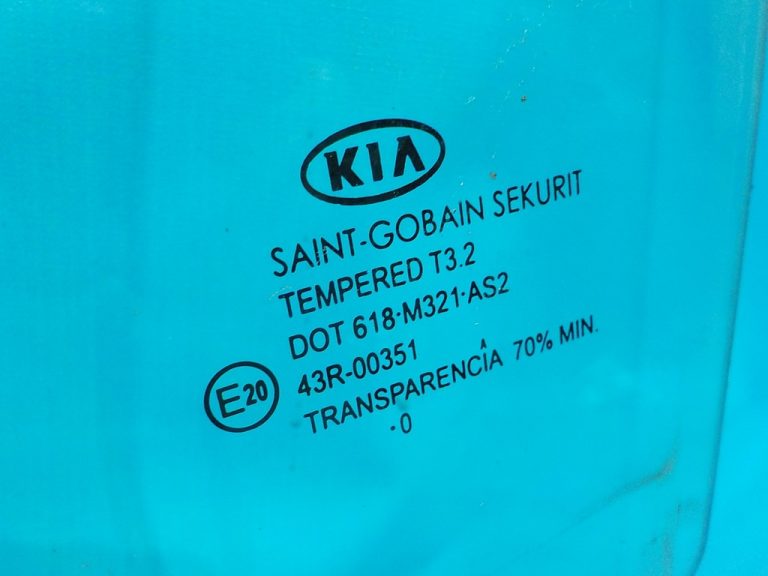 KIA
SAINT-GOBAIN SEKURIT
TEMPERED T3.2
DOT 618·M321·AS2
E20 43R-00351
TRANSPARENCÍA 70% MIN.
·0